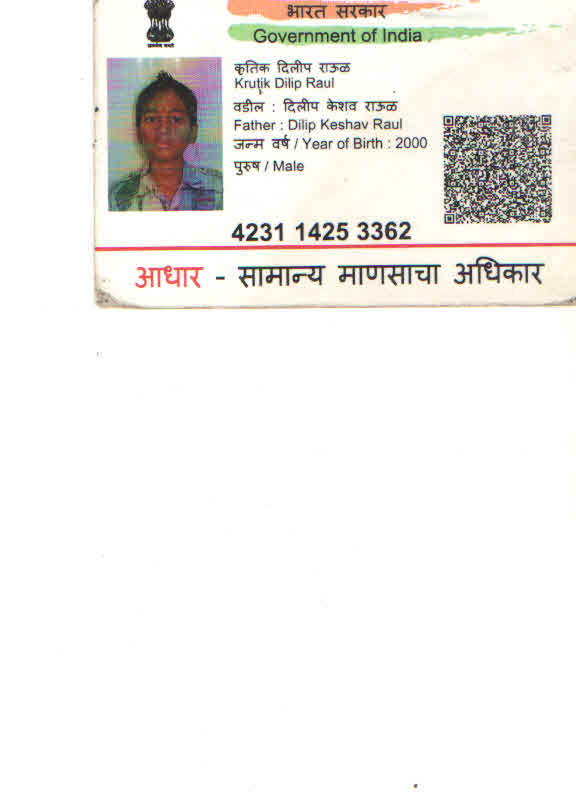 भारत सरकार
Government of India
सत्यमेव जयते
कृतिक दिलीप राऊळ
Krutik Dilip Raul
वडील : दिलीप केशव राऊळ
Father : Dilip Keshav Raul
जन्म वर्ष / Year of Birth : 2000
पुरुष / Male
4231 1425 3362
आधार - सामान्य माणसाचा अधिकार